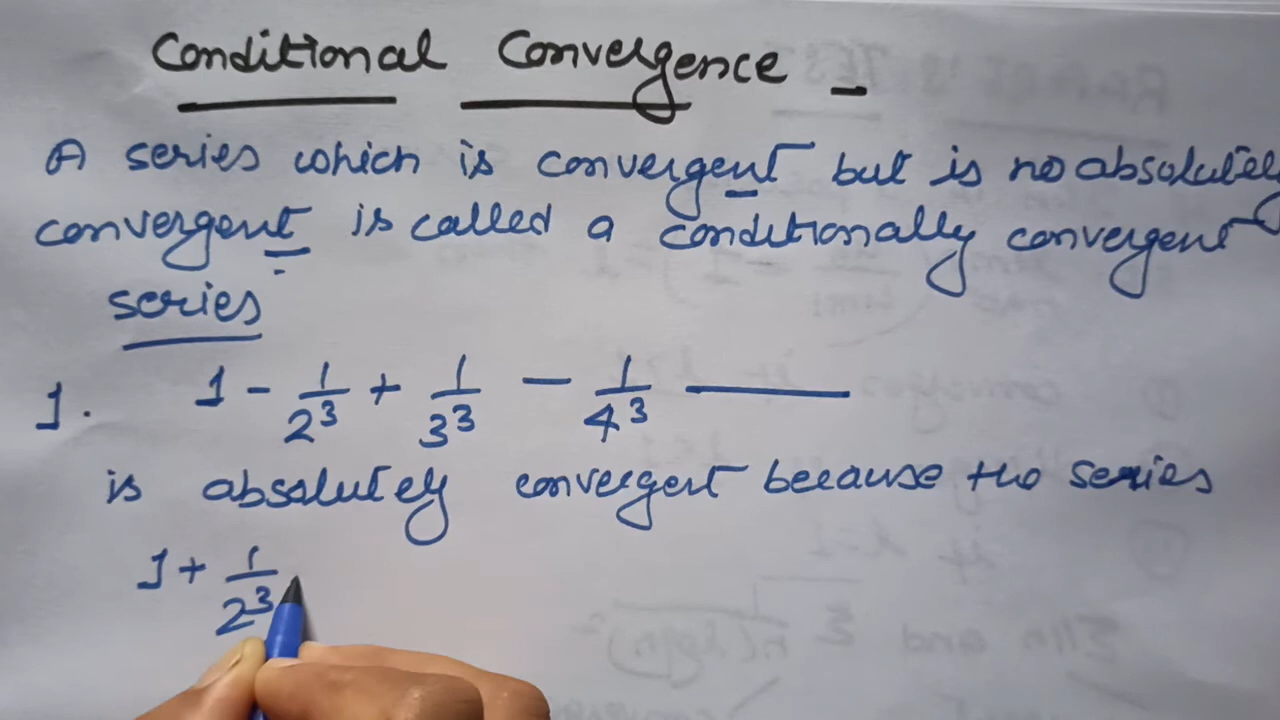 Conditional Convergence -
A series which is convergent but is no absolutely
convergent is called a conditionally convergent
series
1. 1 - 1/2³ + 1/3³ - 1/4³ ———
is absolutely convergent because the series
1 + 1/2³